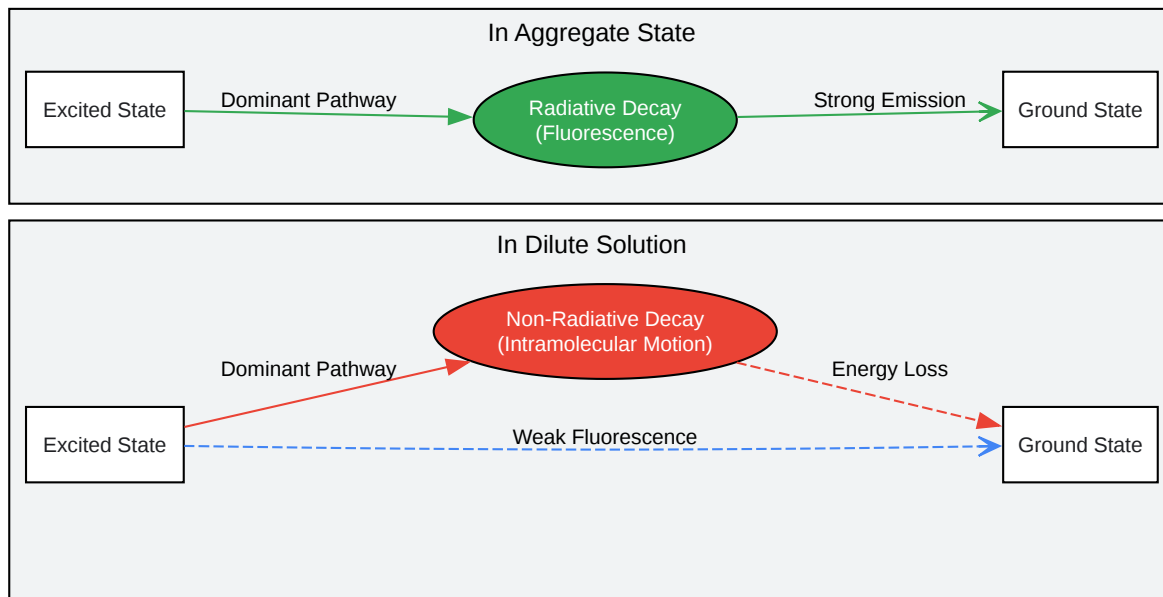 In Aggregate State
Excited State
Dominant Pathway
Radiative Decay
(Fluorescence)
Strong Emission
Ground State
In Dilute Solution
Non-Radiative Decay
(Intramolecular Motion)
Dominant Pathway
Energy Loss
Excited State
Weak Fluorescence
Ground State